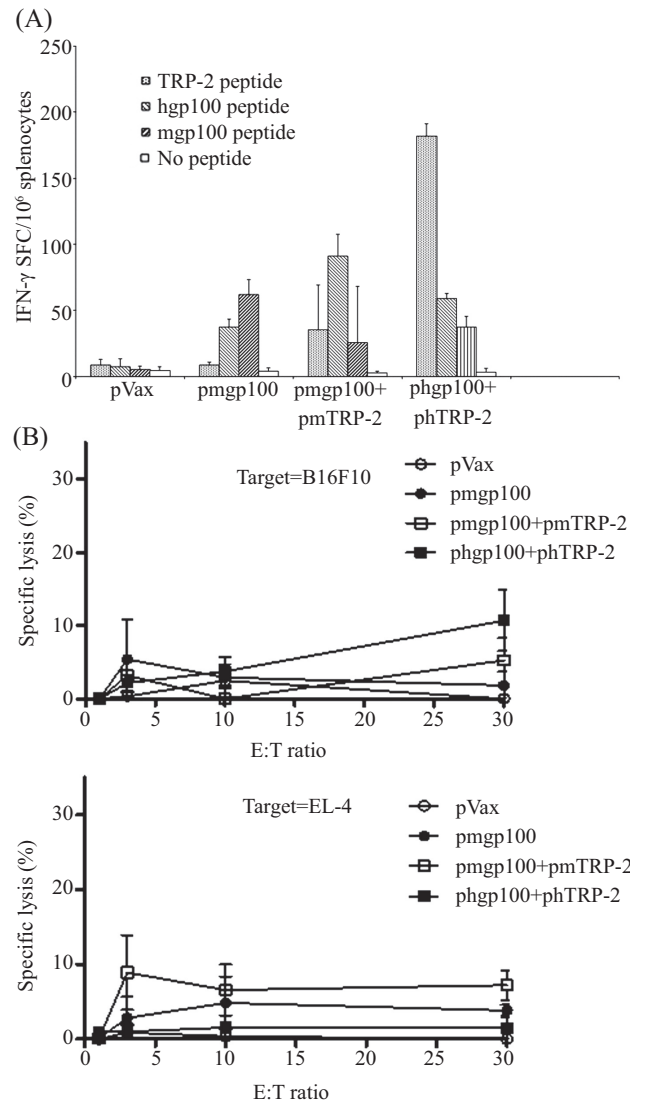 (A)
250
200
150
100
50
0
IFN-γ SFC/10⁶ splenocytes
TRP-2 peptide
hgp100 peptide
mgp100 peptide
No peptide
pVax
pmgp100
pmgp100+
pmTRP-2
phgp100+
phTRP-2
(B)
Target=B16F10
pVax
pmgp100
pmgp100+pmTRP-2
phgp100+phTRP-2
Specific lysis (%)
30
20
10
0
0 5 10 15 20 25 30
E:T ratio
Target=EL-4
pVax
pmgp100
pmgp100+pmTRP-2
phgp100+phTRP-2
Specific lysis (%)
30
20
10
0
0 5 10 15 20 25 30
E:T ratio